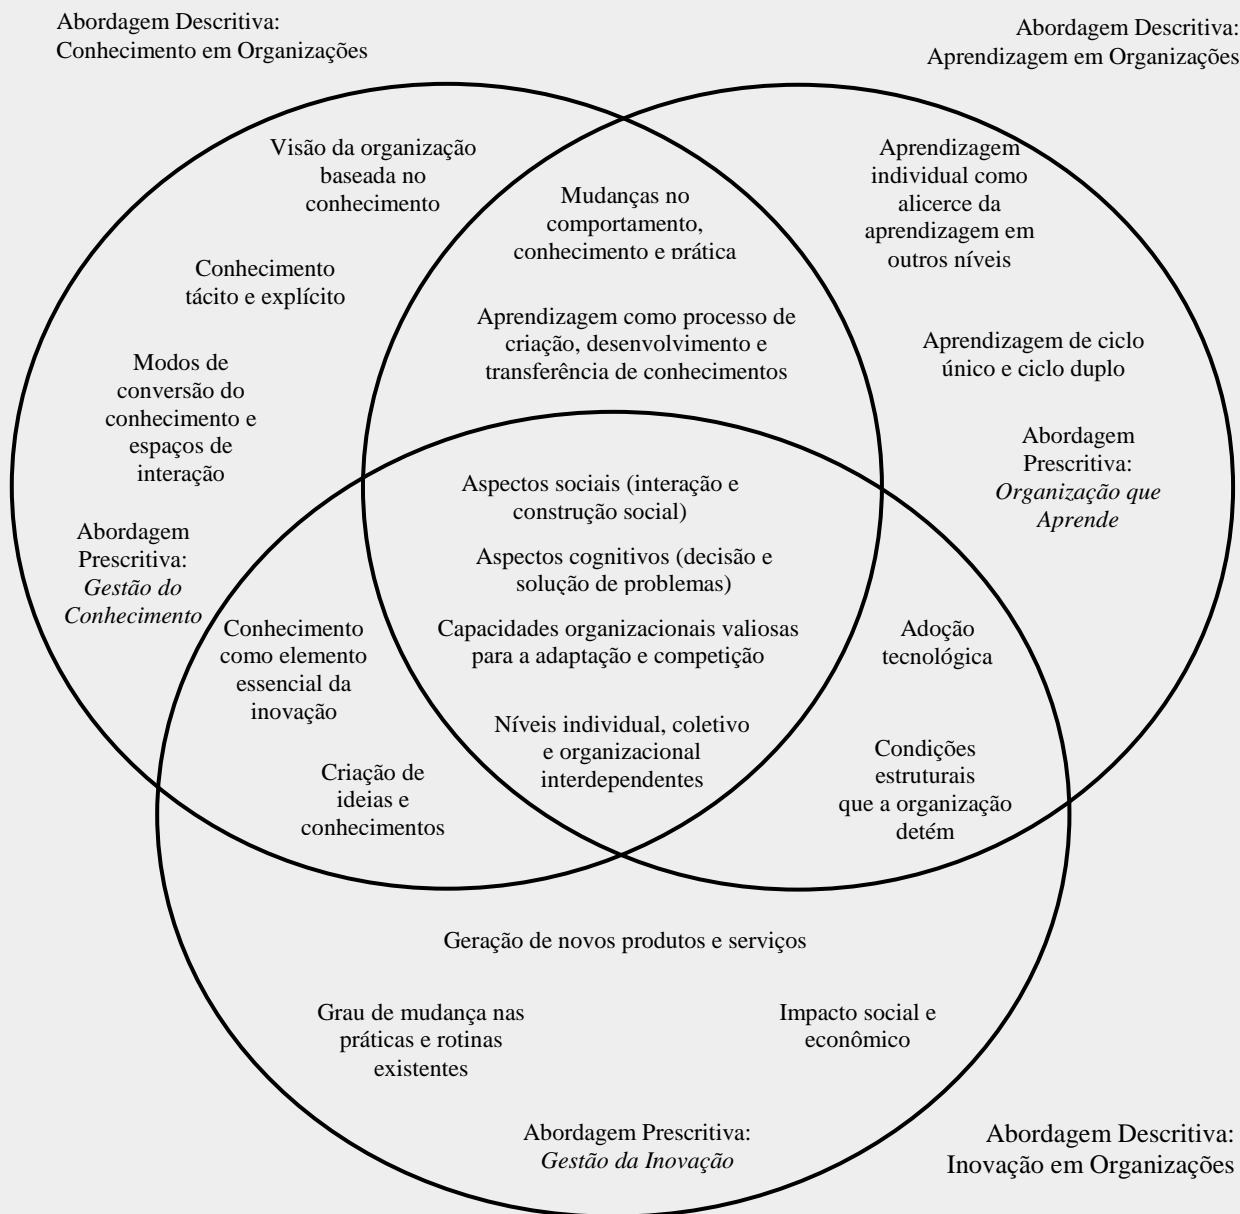 Abordagem Descritiva:
Conhecimento em Organizações
Abordagem Descritiva:
Aprendizagem em Organizações
Visão da organização
baseada no
conhecimento
Conhecimento
tácito e explícito
Modos de
conversão do
conhecimento e
espaços de
interação
Abordagem
Prescritiva:
Gestão do
Conhecimento
Mudanças no
comportamento,
conhecimento e prática
Aprendizagem como processo de
criação, desenvolvimento e
transferência de conhecimentos
Aprendizagem
individual como
alicerce da
aprendizagem em
outros níveis
Aprendizagem de ciclo
único e ciclo duplo
Abordagem
Prescritiva:
Organização que
Aprende
Aspectos sociais (interação e
construção social)
Aspectos cognitivos (decisão e
solução de problemas)
Capacidades organizacionais valiosas
para a adaptação e competição
Níveis individual, coletivo
e organizacional
interdependentes
Conhecimento
como elemento
essencial da
inovação
Criação de
ideias e
conhecimentos
Adoção
tecnológica
Condições
estruturais
que a organização
detém
Geração de novos produtos e serviços
Grau de mudança nas
práticas e rotinas
existentes
Impacto social e
econômico
Abordagem Prescritiva:
Gestão da Inovação
Abordagem Descritiva:
Inovação em Organizações